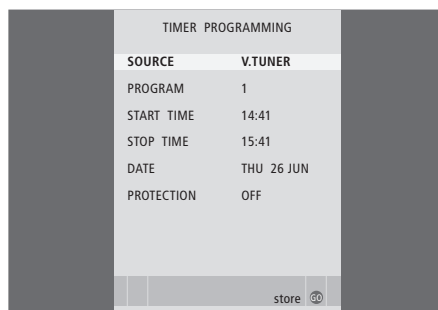 TIMER PROGRAMMING
SOURCE V.TUNER
PROGRAM 1
START TIME 14:41
STOP TIME 15:41
DATE THU 26 JUN
PROTECTION OFF
store GO